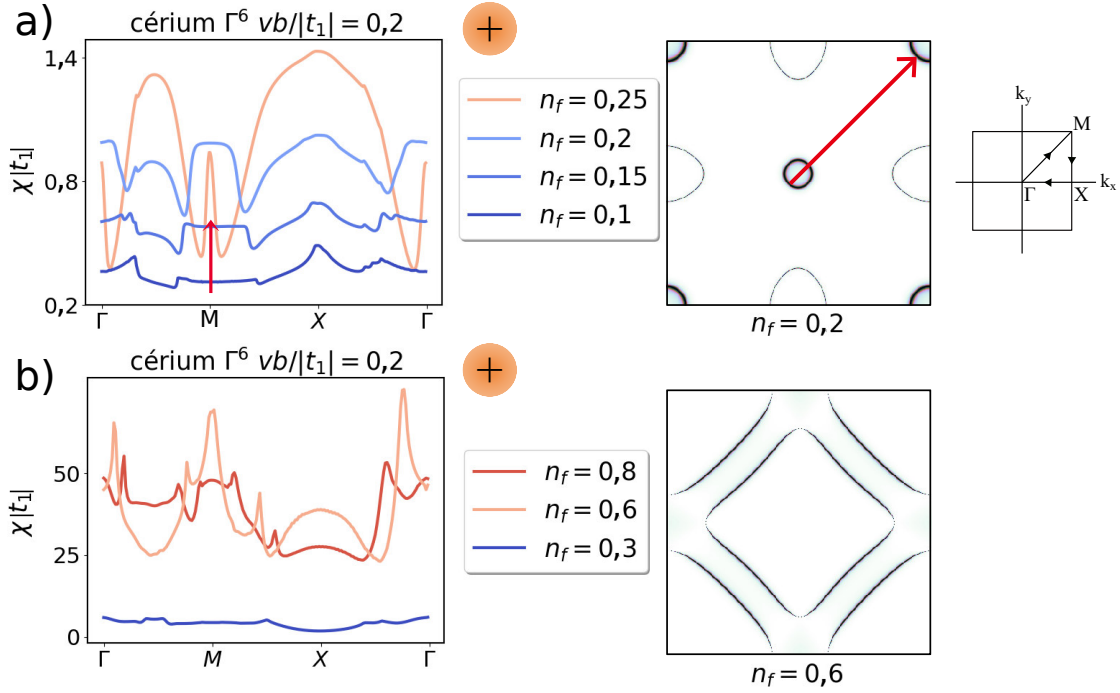 a)
cérium Γ⁶ vb/|t₁| = 0,2
+
χ|t₁|
1,4
0,8
0,2
Γ M X Γ
n_f = 0,25
n_f = 0,2
n_f = 0,15
n_f = 0,1
n_f = 0,2
k_y
M
Γ X k_x
b)
cérium Γ⁶ vb/|t₁| = 0,2
+
χ|t₁|
50
25
0
Γ M X Γ
n_f = 0,8
n_f = 0,6
n_f = 0,3
n_f = 0,6